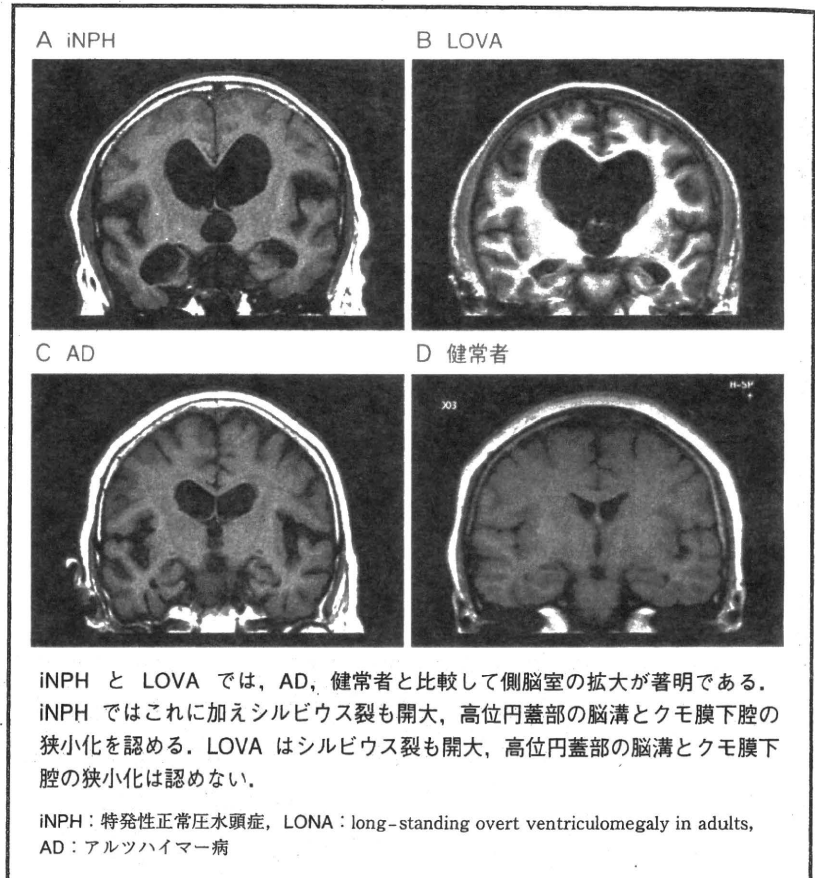 A iNPH
B LOVA
C AD
D 健常者
X03
H-SP
+
iNPH と LOVA では，AD，健常者と比較して側脳室の拡大が著明である．
iNPH ではこれに加えシルビウス裂も開大，高位円蓋部の脳溝とクモ膜下腔の
狭小化を認める．LOVA はシルビウス裂も開大，高位円蓋部の脳溝とクモ膜下
腔の狭小化は認めない．
iNPH：特発性正常圧水頭症，LONA：long-standing overt ventriculomegaly in adults,
AD：アルツハイマー病